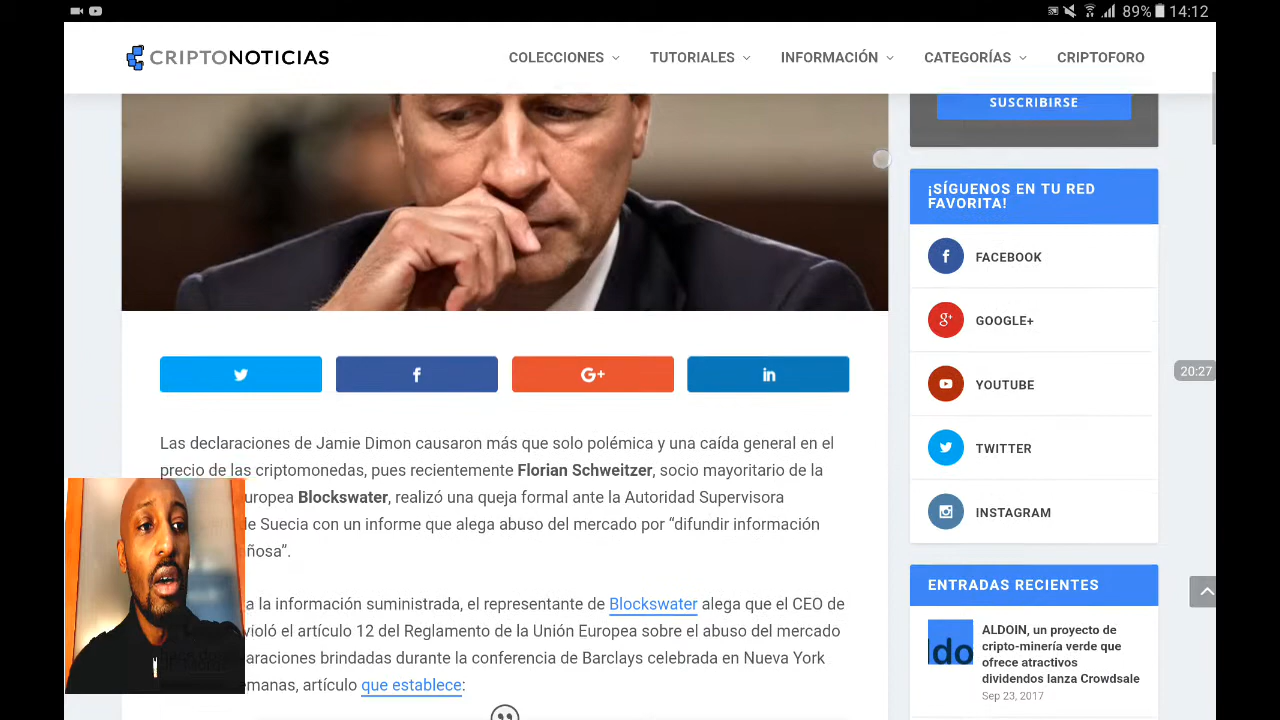 89% 14:12
CRIPTONOTICIAS
COLECCIONES
TUTORIALES
INFORMACIÓN
CATEGORÍAS
CRIPTOFORO
SUSCRIBIRSE
¡SÍGUENOS EN TU RED
FAVORITA!
FACEBOOK
GOOGLE+
YOUTUBE
TWITTER
INSTAGRAM
20:27
Las declaraciones de Jamie Dimon causaron más que solo polémica y una caída general en el
precio de las criptomonedas, pues recientemente Florian Schweitzer, socio mayoritario de la
europea Blockswater, realizó una queja formal ante la Autoridad Supervisora
de Suecia con un informe que alega abuso del mercado por “difundir información
ñosa”.
a la información suministrada, el representante de Blockswater alega que el CEO de
violó el artículo 12 del Reglamento de la Unión Europea sobre el abuso del mercado
araciones brindadas durante la conferencia de Barclays celebrada en Nueva York
emanas, artículo que establece:
ENTRADAS RECIENTES
ldo
ALDOIN, un proyecto de
cripto-minería verde que
ofrece atractivos
dividendos lanza Crowdsale
Sep 23, 2017